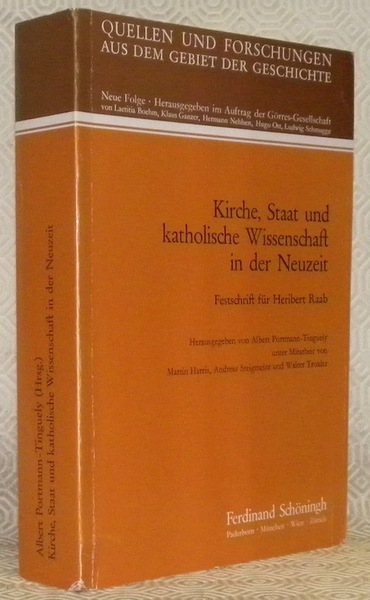 QUELLEN UND FORSCHUNGEN
AUS DEM GEBIET DER GESCHICHTE
Neue Folge · Herausgegeben im Auftrag der Görres-Gesellschaft
von Laetitia Boehm, Klaus Ganzer, Hermann Nehlsen, Hugo Ott, Ludwig Schmugge
Kirche, Staat und
katholische Wissenschaft
in der Neuzeit
Festschrift für Heribert Raab
Herausgegeben von Albert Portmann-Tinguely
unter Mitarbeit von
Martin Harris, Andreas Steigmeier und Walter Troxler
Ferdinand Schöningh
Paderborn · München · Wien · Zürich
Albert Portmann-Tinguely (Hrsg.)
Kirche, Staat und katholische Wissenschaft in der Neuzeit